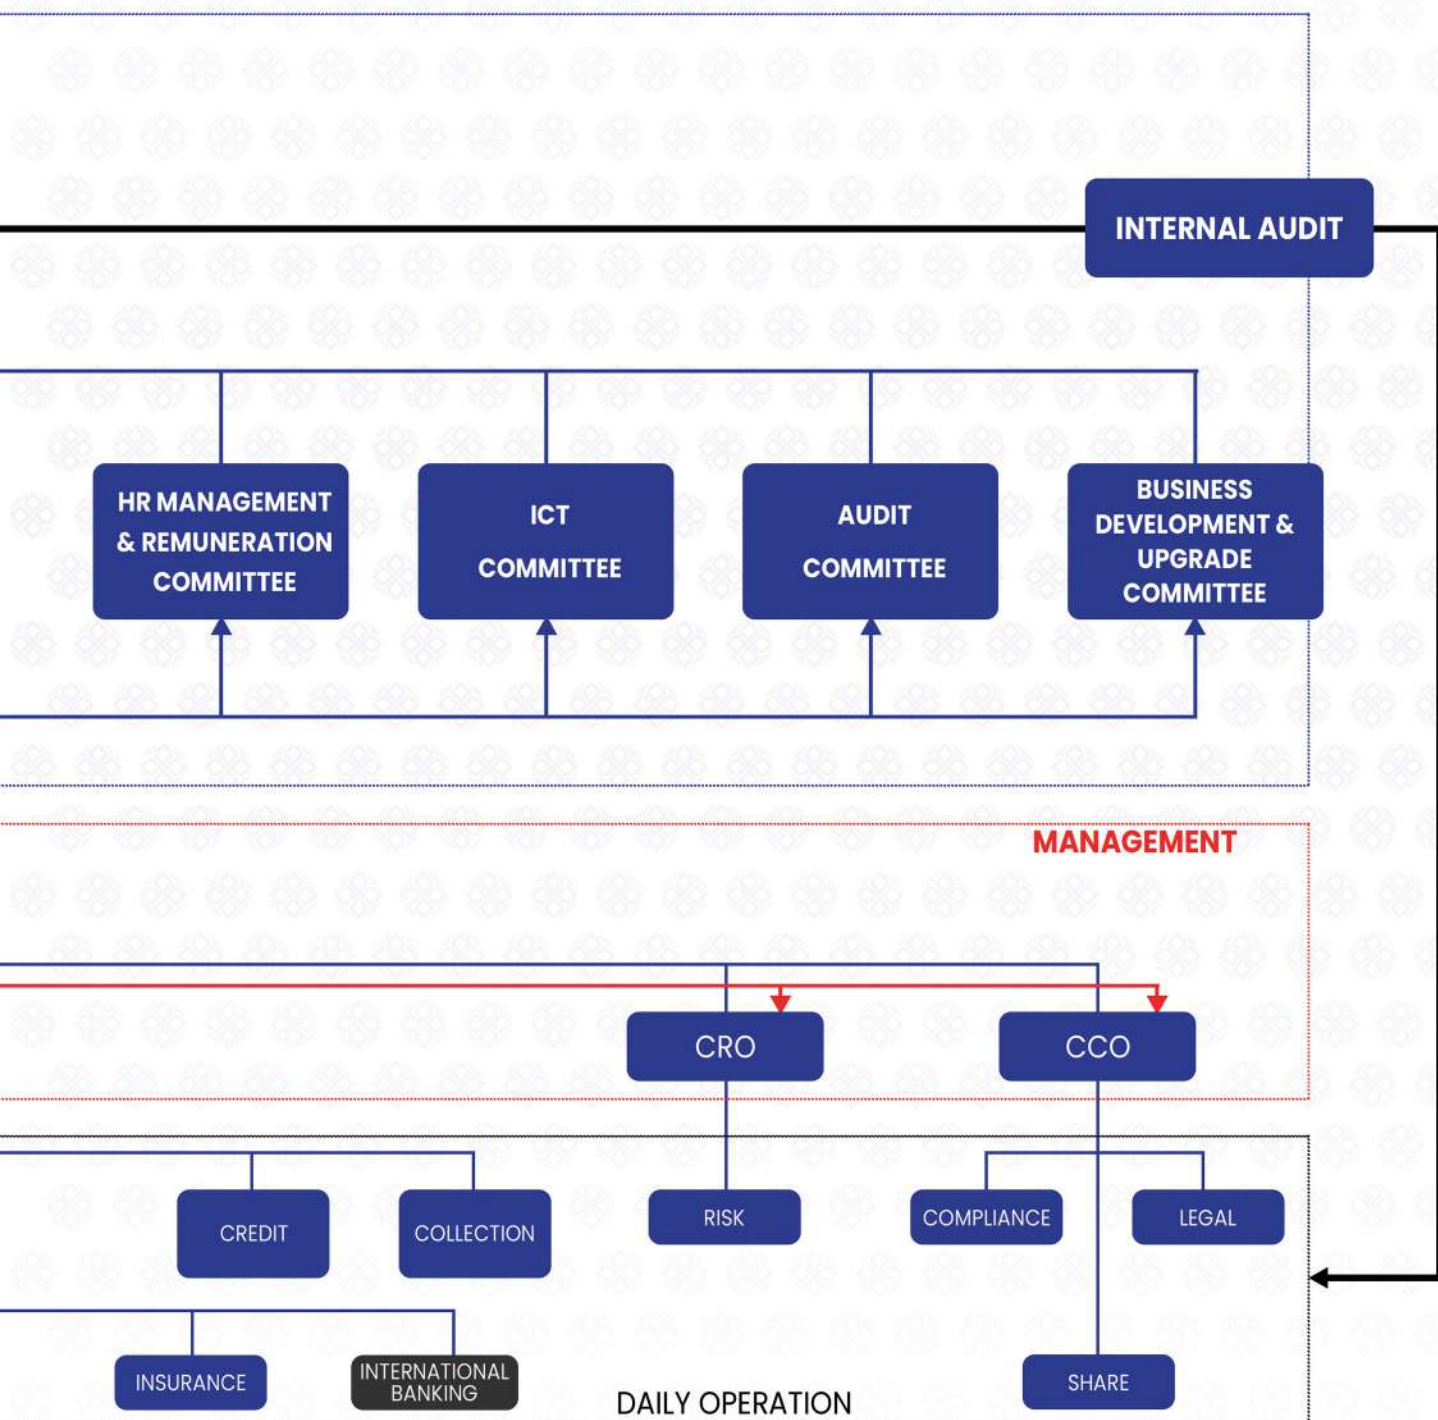 INTERNAL AUDIT
HR MANAGEMENT
& REMUNERATION
COMMITTEE
ICT
COMMITTEE
AUDIT
COMMITTEE
BUSINESS
DEVELOPMENT &
UPGRADE
COMMITTEE
MANAGEMENT
CRO
CCO
CREDIT
COLLECTION
RISK
COMPLIANCE
LEGAL
INSURANCE
INTERNATIONAL
BANKING
SHARE
DAILY OPERATION